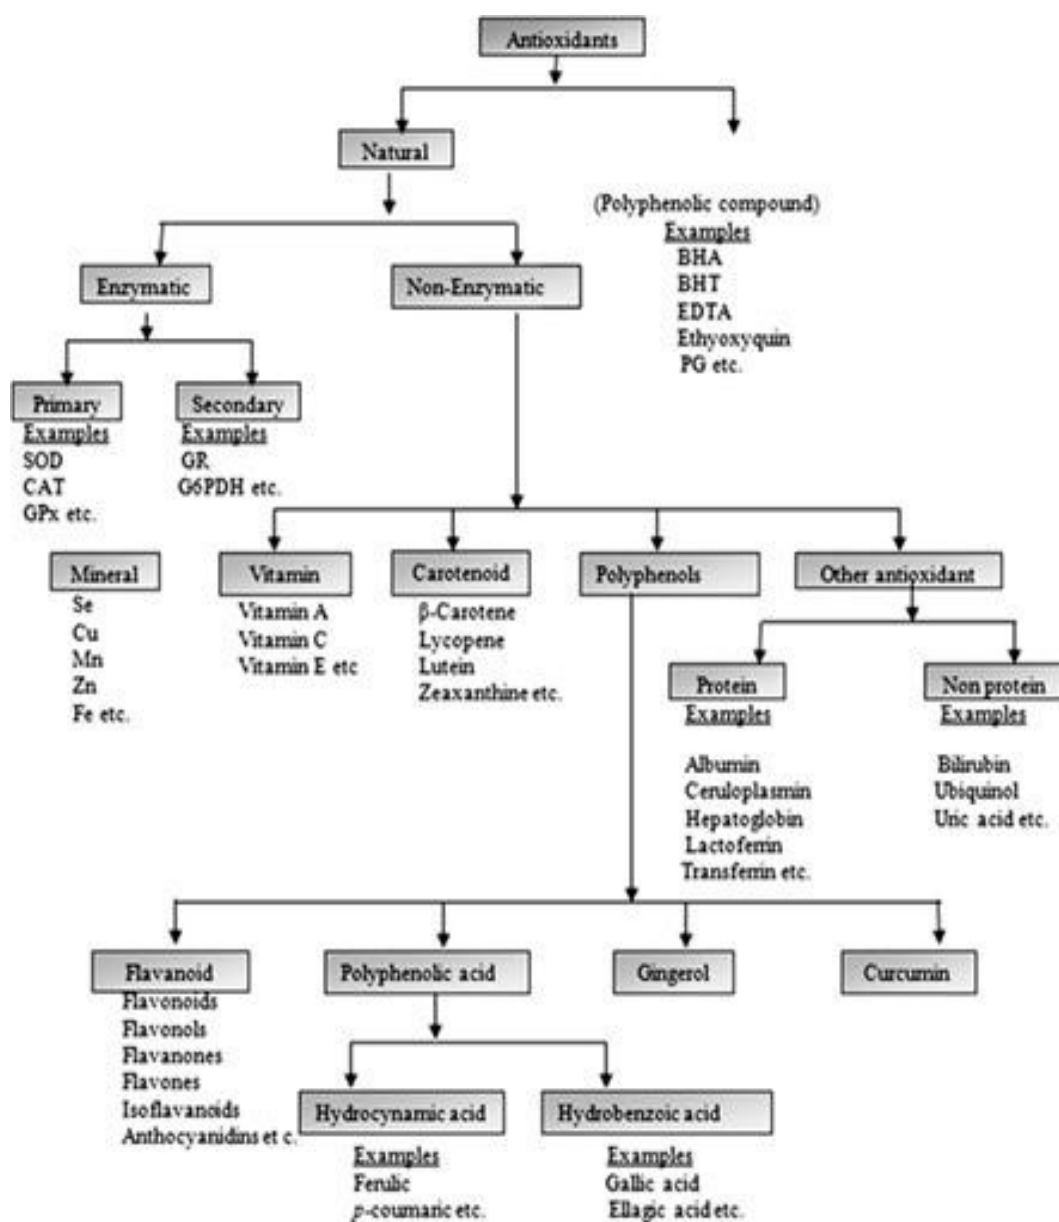 Antioxidants
Natural
(Polyphenolic compound)
Examples
BHA
BHT
EDTA
Ethyoxyquin
PG etc.
Enzymatic
Non-Enzymatic
Primary
Examples
SOD
CAT
GPx etc.
Secondary
Examples
GR
G6PDH etc.
Mineral
Se
Cu
Mn
Zn
Fe etc.
Vitamin
Vitamin A
Vitamin C
Vitamin E etc
Carotenoid
β-Carotene
Lycopene
Lutein
Zeaxanthine etc.
Polyphenols
Other antioxidant
Protein
Examples
Albumin
Ceruloplasmin
Hepatoglobin
Lactoferrin
Transferrin etc.
Non protein
Examples
Bilirubin
Ubiquinol
Uric acid etc.
Flavanoid
Flavonoids
Flavonols
Flavanones
Flavones
Isoflavanoids
Anthocyanidins et c.
Polyphenolic acid
Gingerol
Curcumin
Hydrocynamic acid
Examples
Ferulic
p-coumaric etc.
Hydrobenzoic acid
Examples
Gallic acid
Ellagic acid etc.